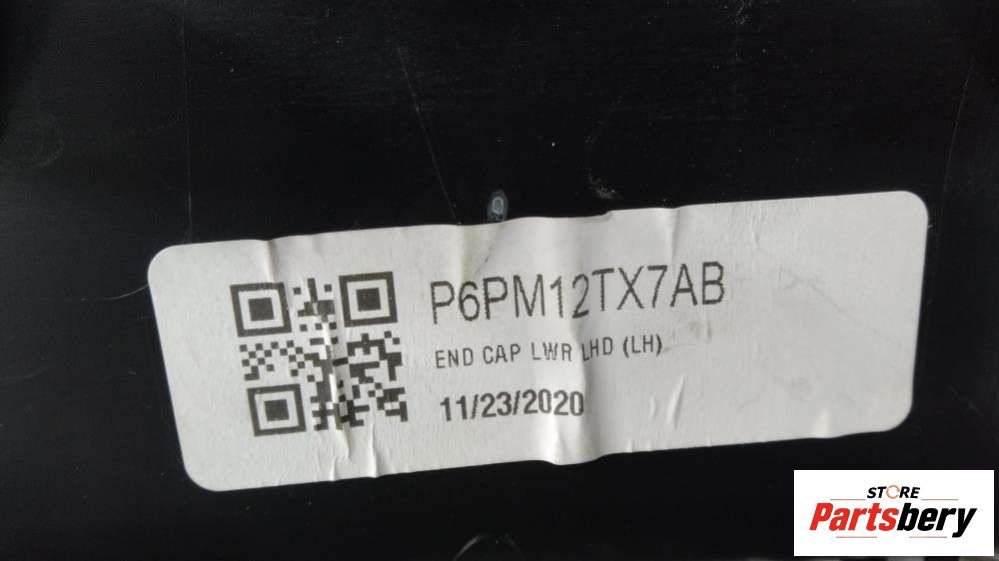 P6PM12TX7AB
END CAP LWR LHD (LH)
11/23/2020
STORE
Partsbery